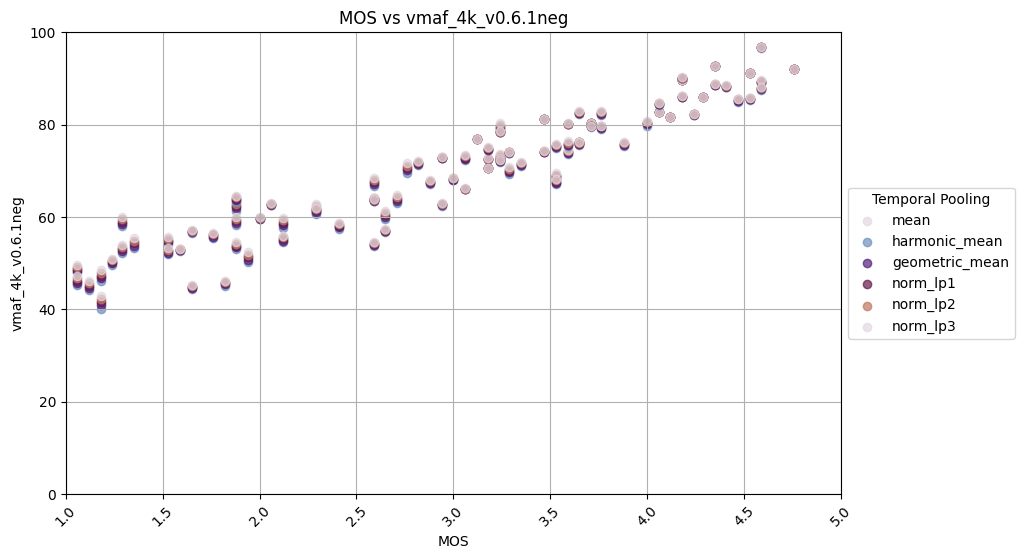 MOS vs vmaf_4k_v0.6.1neg
100
80
60
40
20
0
vmaf_4k_v0.6.1neg
1.0
1.5
2.0
2.5
3.0
3.5
4.0
4.5
5.0
MOS
Temporal Pooling
mean
harmonic_mean
geometric_mean
norm_lp1
norm_lp2
norm_lp3